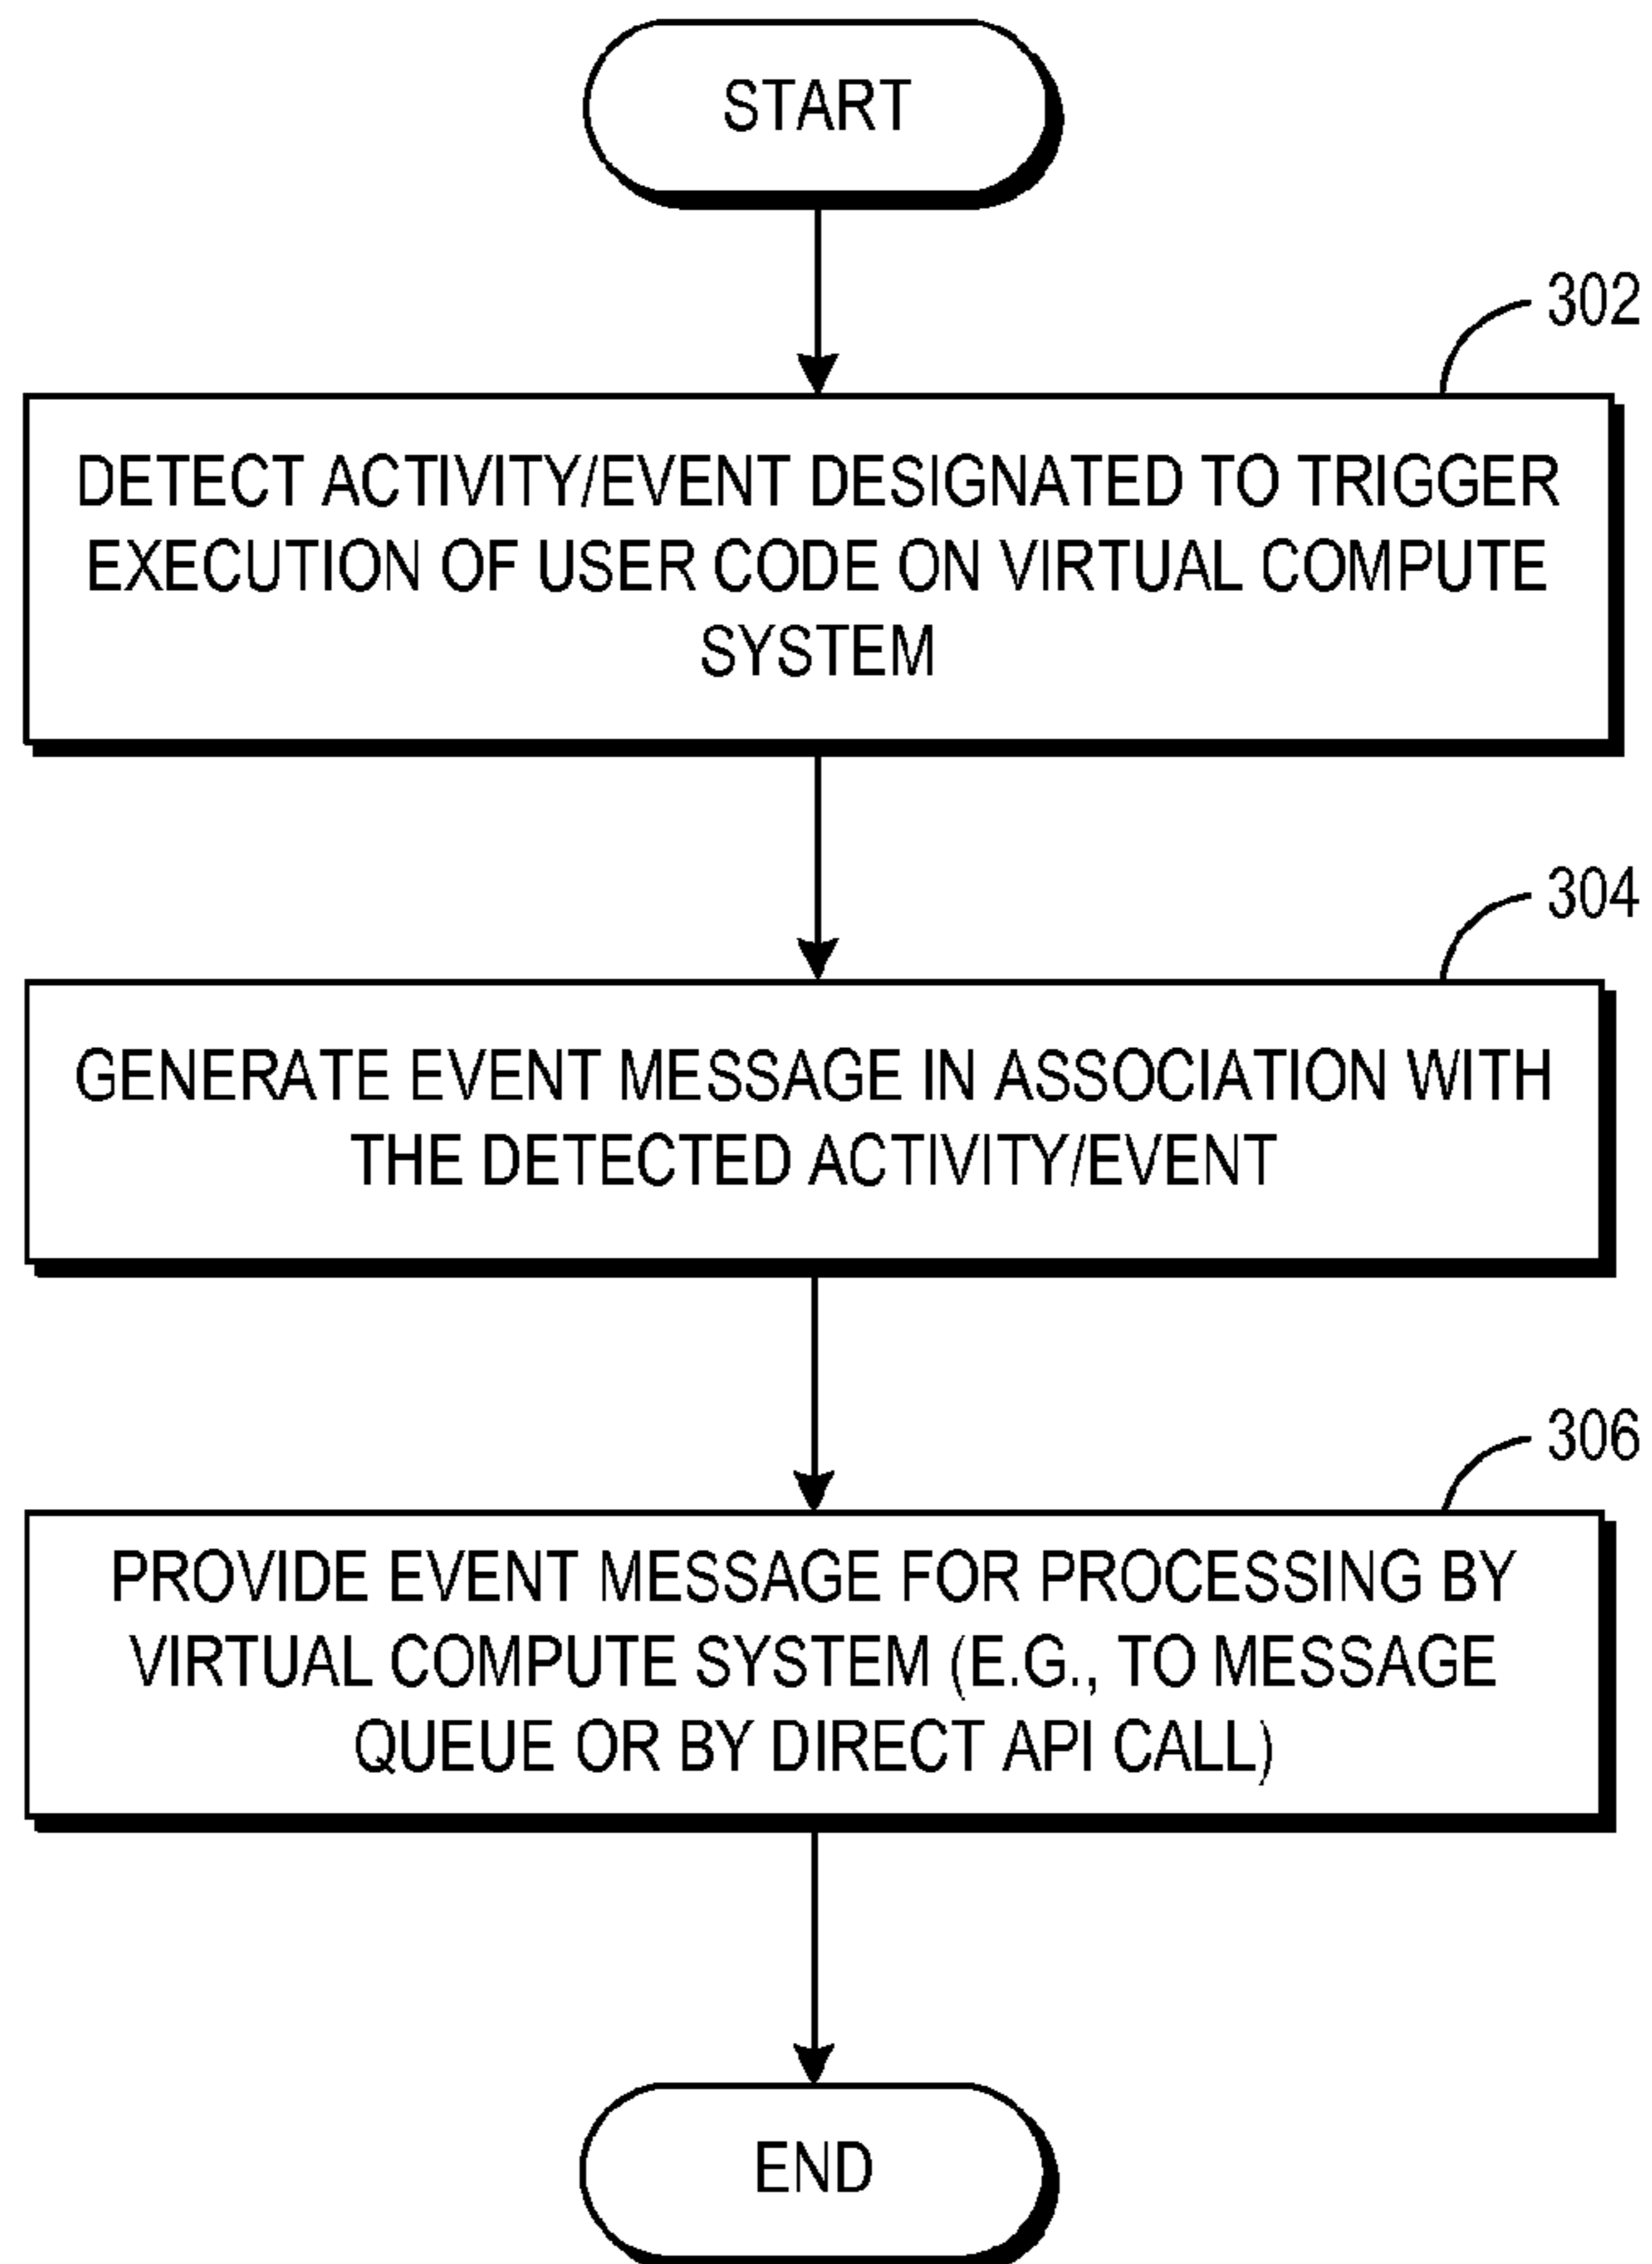 START
302
DETECT ACTIVITY/EVENT DESIGNATED TO TRIGGER
EXECUTION OF USER CODE ON VIRTUAL COMPUTE
SYSTEM
304
GENERATE EVENT MESSAGE IN ASSOCIATION WITH
THE DETECTED ACTIVITY/EVENT
306
PROVIDE EVENT MESSAGE FOR PROCESSING BY
VIRTUAL COMPUTE SYSTEM (E.G., TO MESSAGE
QUEUE OR BY DIRECT API CALL)
END